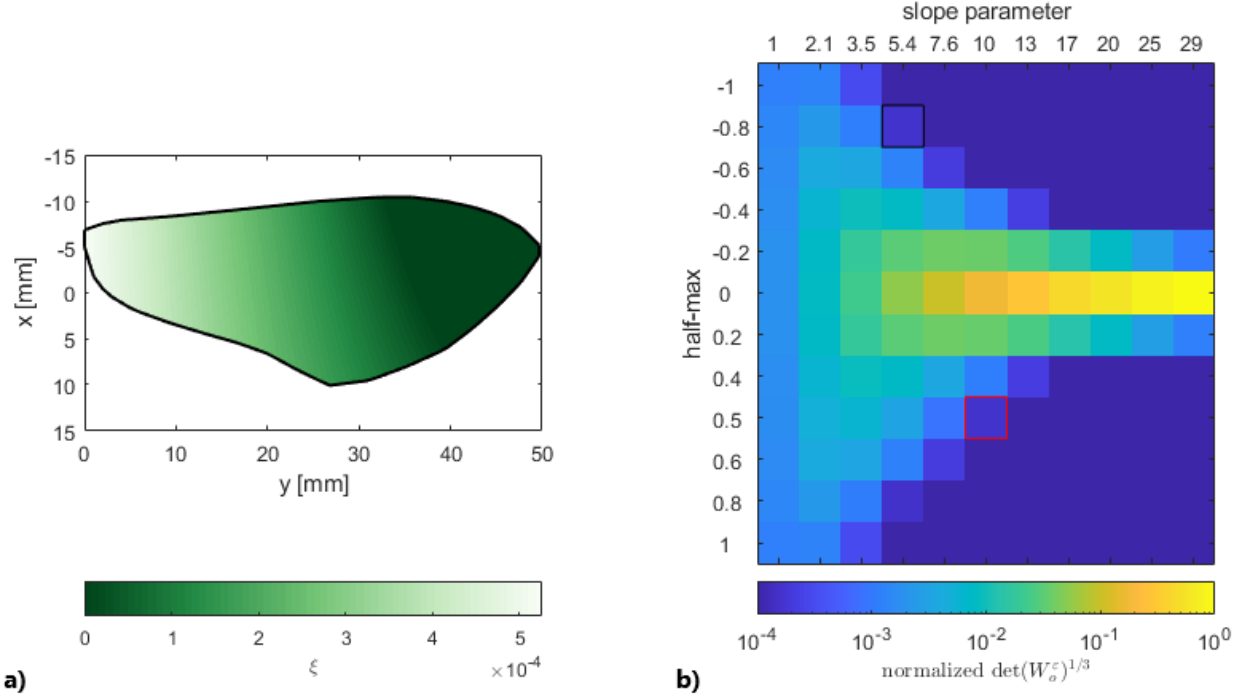 -15
-10
-5
0
5
10
15
x [mm]
0 10 20 30 40 50
y [mm]
0 1 2 3 4 5
×10⁻⁴
ξ
a)
slope parameter
1 2.1 3.5 5.4 7.6 10 13 17 20 25 29
half-max
-1
-0.8
-0.6
-0.4
-0.2
0
0.2
0.4
0.5
0.6
0.8
1
10⁻⁴ 10⁻³ 10⁻² 10⁻¹ 10⁰
normalized det(W_o^ε)^{1/3}
b)